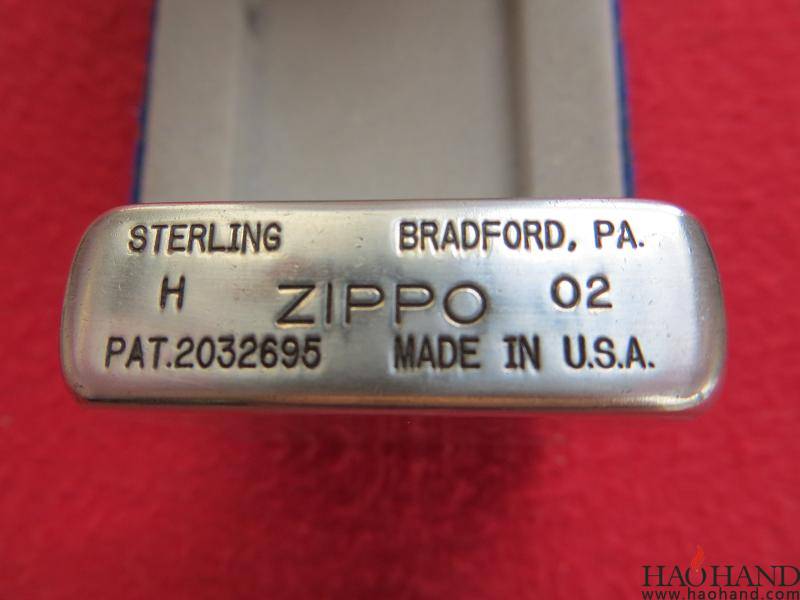 STERLING BRADFORD, PA.
H ZIPPO 02
PAT.2032695 MADE IN U.S.A.
HAOHAND
www.haohand.com